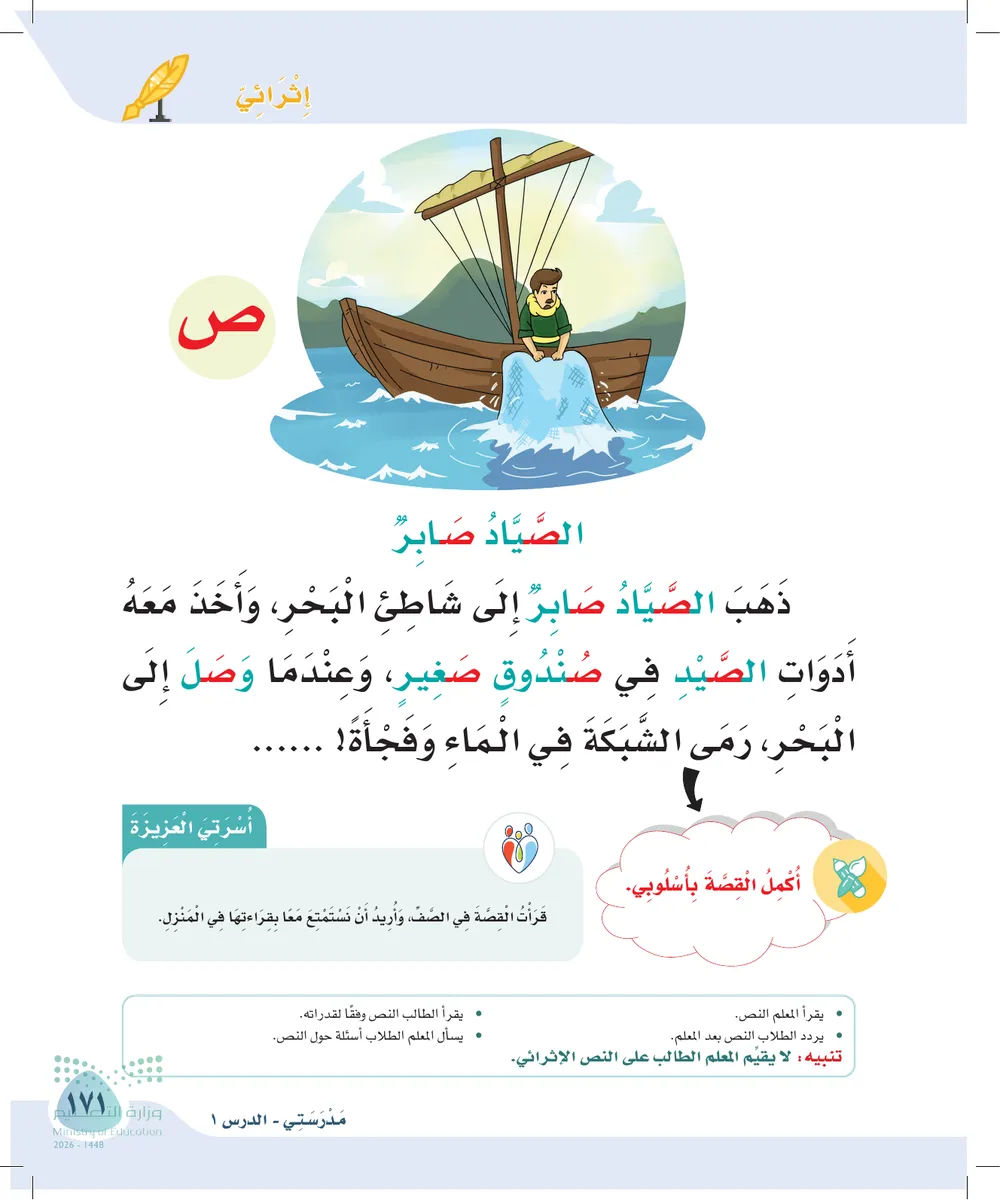 إِثْرَائِيّ
ص
الصَّيَّادُ صَابِرٌ
ذَهَبَ الصَّيَّادُ صَابِرٌ إِلَى شَاطِئِ الْبَحْرِ، وَأَخَذَ مَعَهُ
أَدَوَاتِ الصَّيْدِ فِي صُنْدُوقٍ صَغِيرٍ، وَعِنْدَمَا وَصَلَ إِلَى
الْبَحْرِ، رَمَى الشَّبَكَةَ فِي الْمَاءِ وَفَجْأَةً! ......
أُكْمِلُ الْقِصَّةَ بِأُسْلُوبِي.
أُسْرَتِيَ الْعَزِيزَةَ
قَرَأْتُ الْقِصَّةَ فِي الصَّفِّ، وَأُرِيدُ أَنْ نَسْتَمْتِعَ مَعًا بِقِرَاءتِهَا فِي الْمَنْزِلِ.
• يقرأ المعلم النص.
• يردد الطلاب النص بعد المعلم.
• يقرأ الطالب النص وفقًا لقدراته.
• يسأل المعلم الطلاب أسئلة حول النص.
تنبيه: لا يقيِّم المعلم الطالب على النص الإثرائي.
مَدْرَسَتِي - الدرس ١
١٧١
وزارة التعليم
Ministry of Education
2026 - 1448